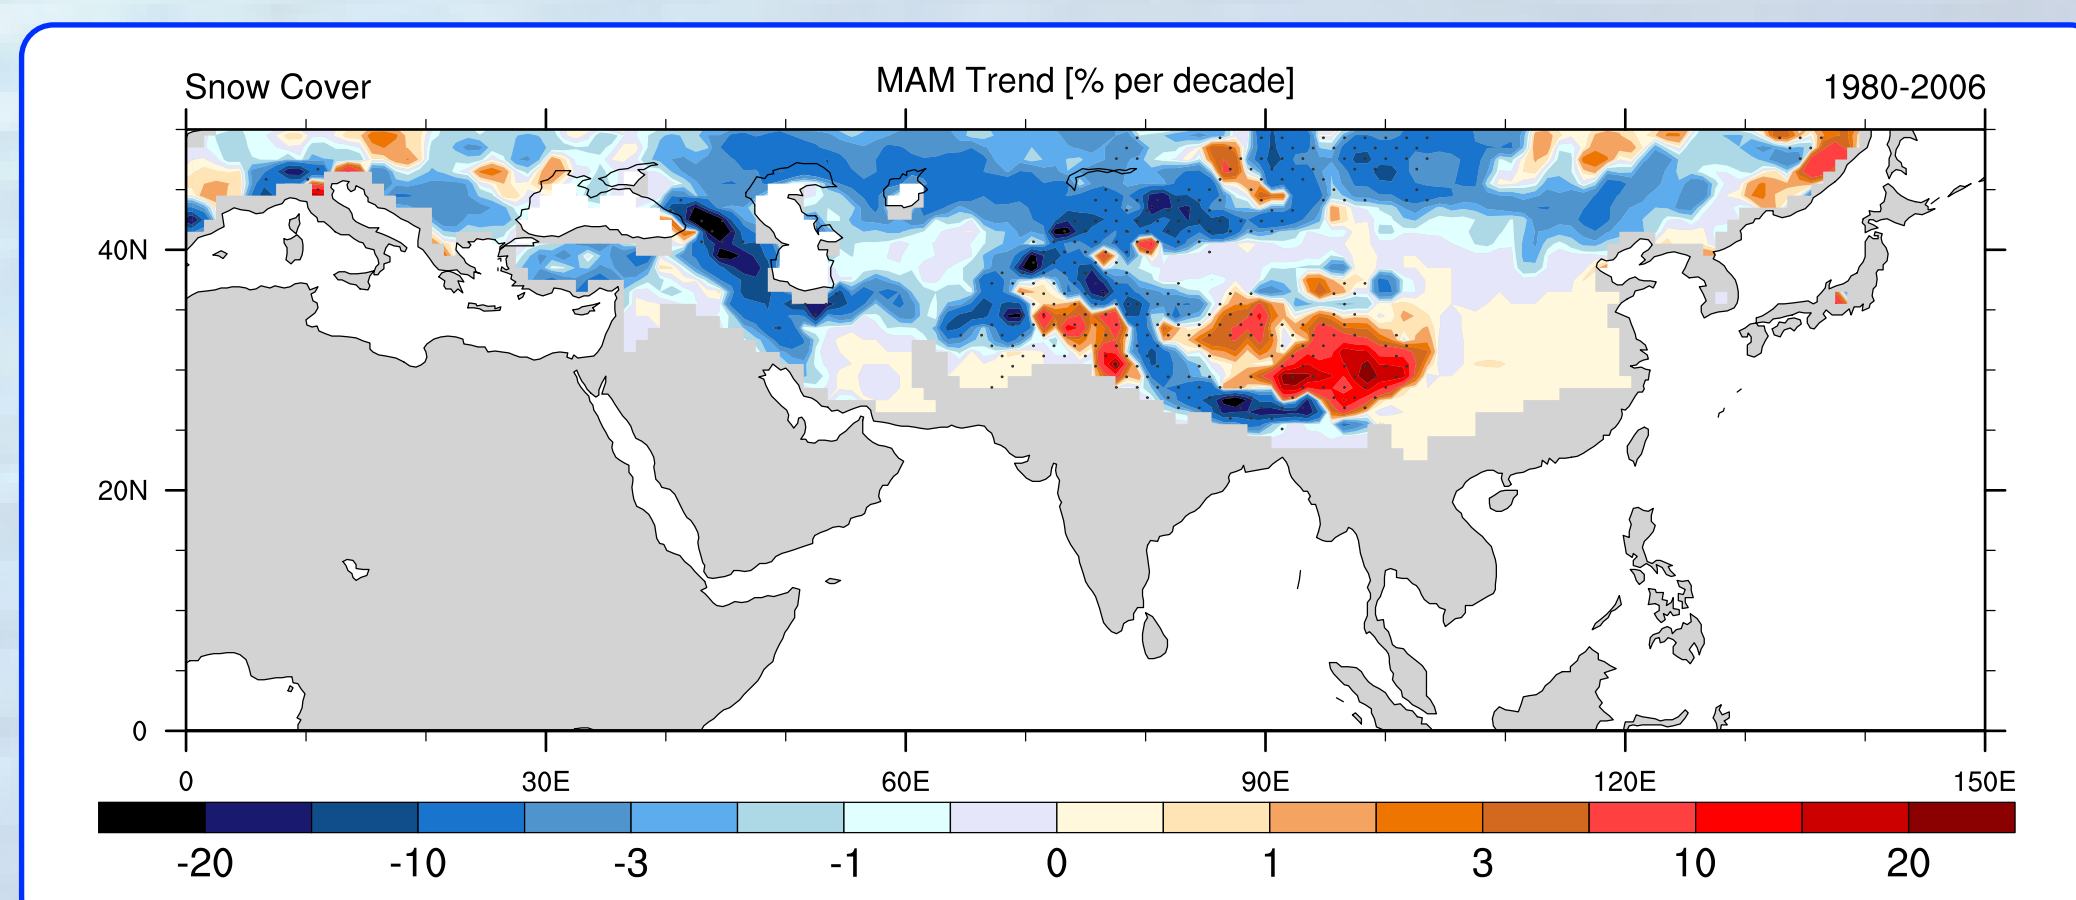 Snow Cover MAM Trend [% per decade] 1980-2006
40N
20N
0
0 30E 60E 90E 120E 150E
-20 -10 -3 -1 0 1 3 10 20